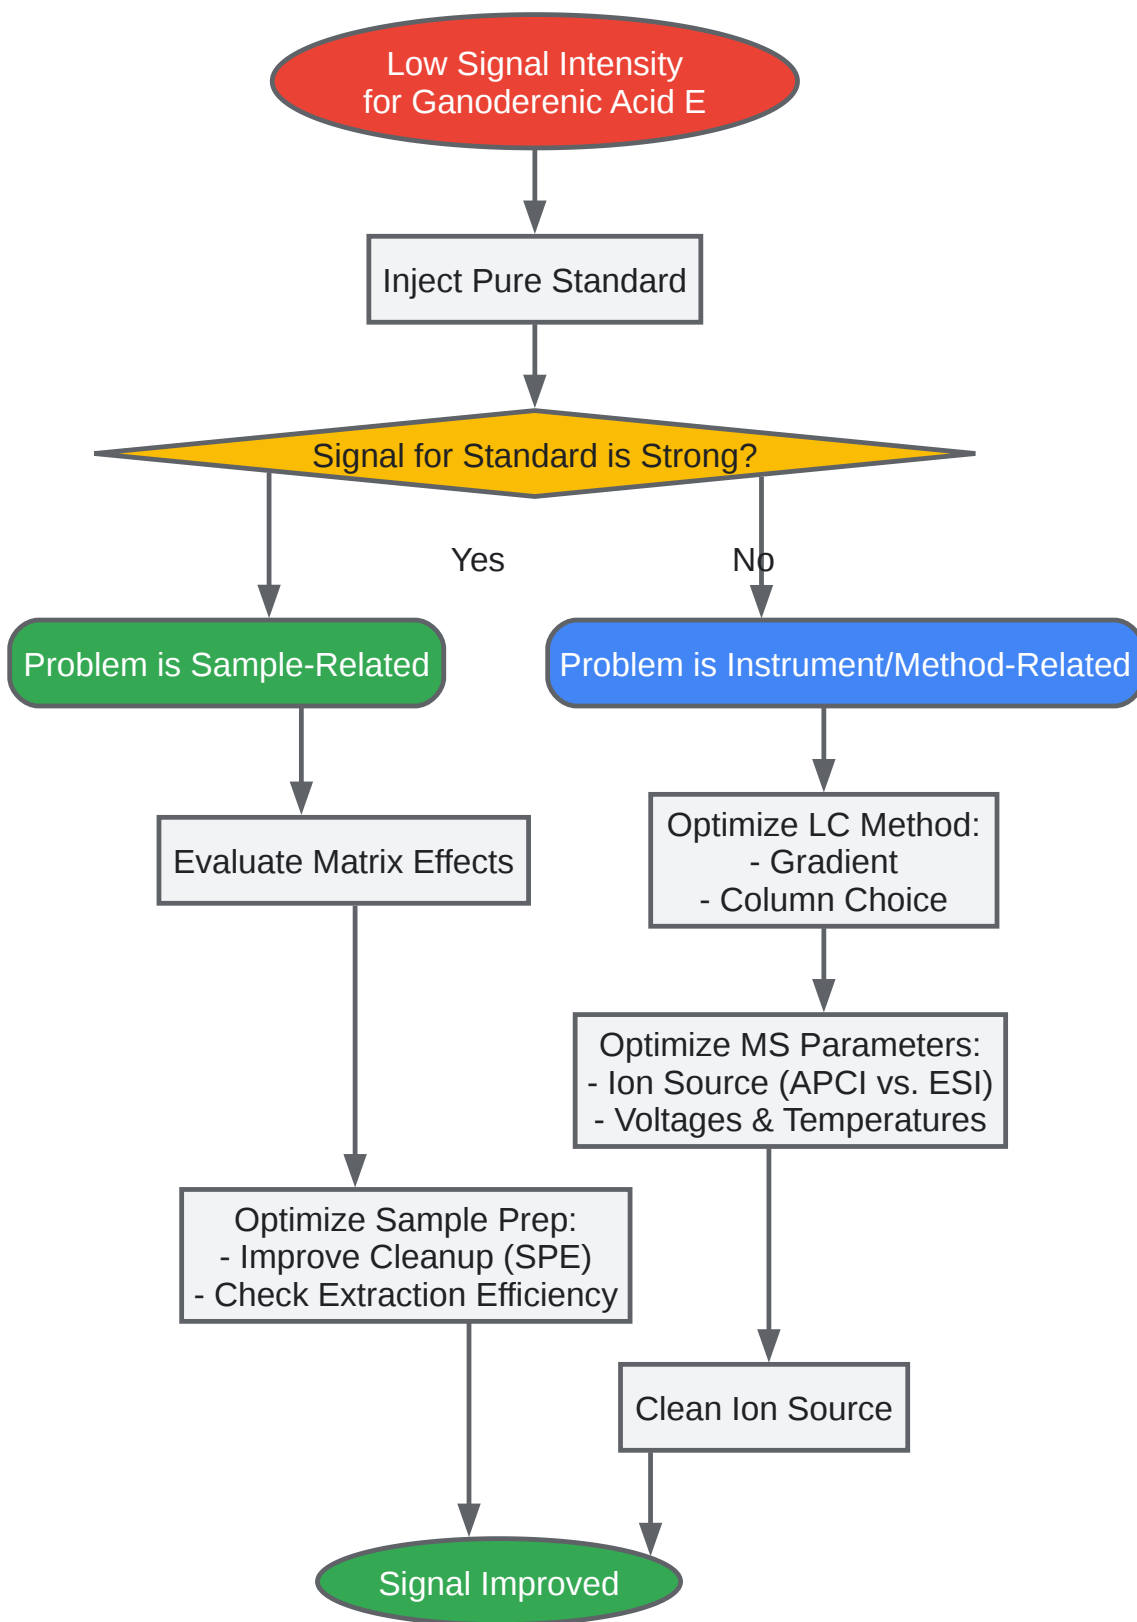 Low Signal Intensity
for Ganoderenic Acid E
Inject Pure Standard
Signal for Standard is Strong?
Yes
No
Problem is Sample-Related
Problem is Instrument/Method-Related
Evaluate Matrix Effects
Optimize LC Method:
- Gradient
- Column Choice
Optimize MS Parameters:
- Ion Source (APCI vs. ESI)
- Voltages & Temperatures
Optimize Sample Prep:
- Improve Cleanup (SPE)
- Check Extraction Efficiency
Clean Ion Source
Signal Improved